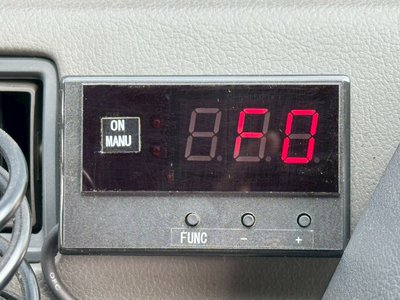 ON
MANU
F0
FUNC - +